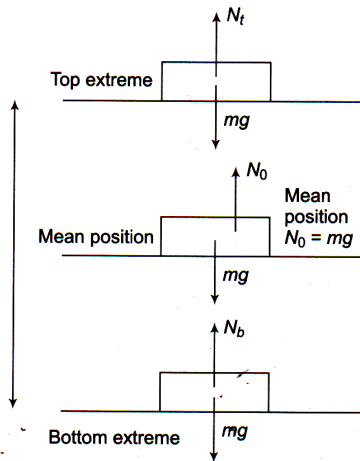 N_t
Top extreme
mg
N_0
Mean
position
N_0 = mg
Mean position
mg
N_b
Bottom extreme
mg